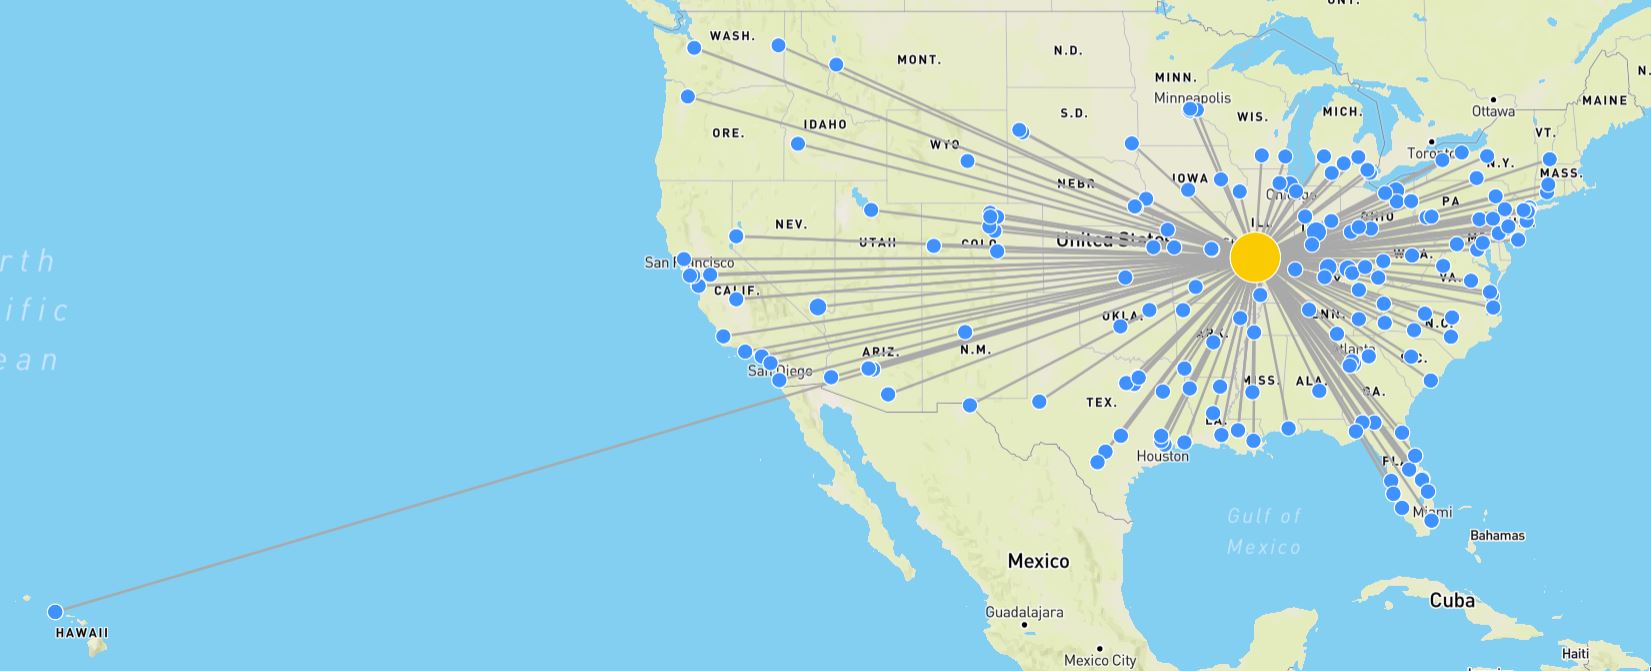 ONT.
WASH.
N.D.
MONT.
MINN.
N.
Minneapolis
MAINE
MICH.
Ottawa
S.D.
WIS.
IDAHO
ORE.
VT.
WYO
Toronto
N.Y.
MASS.
IOWA
NEBR
Chicago
PA
OHIO
NEV.
ILL.
United States
UTAH
COLO.
W.VA.
rth
San Francisco
VA.
CALIF.
ific
OKLA.
TENN.
N.C.
ARK.
ean
ARIZ.
N.M.
Atlanta
S.C.
San Diego
MISS.
ALA.
GA.
TEX.
LA.
Houston
FLA.
Miami
Gulf of
Mexico
Bahamas
Mexico
Cuba
Guadalajara
HAWAII
Haiti
Mexico City